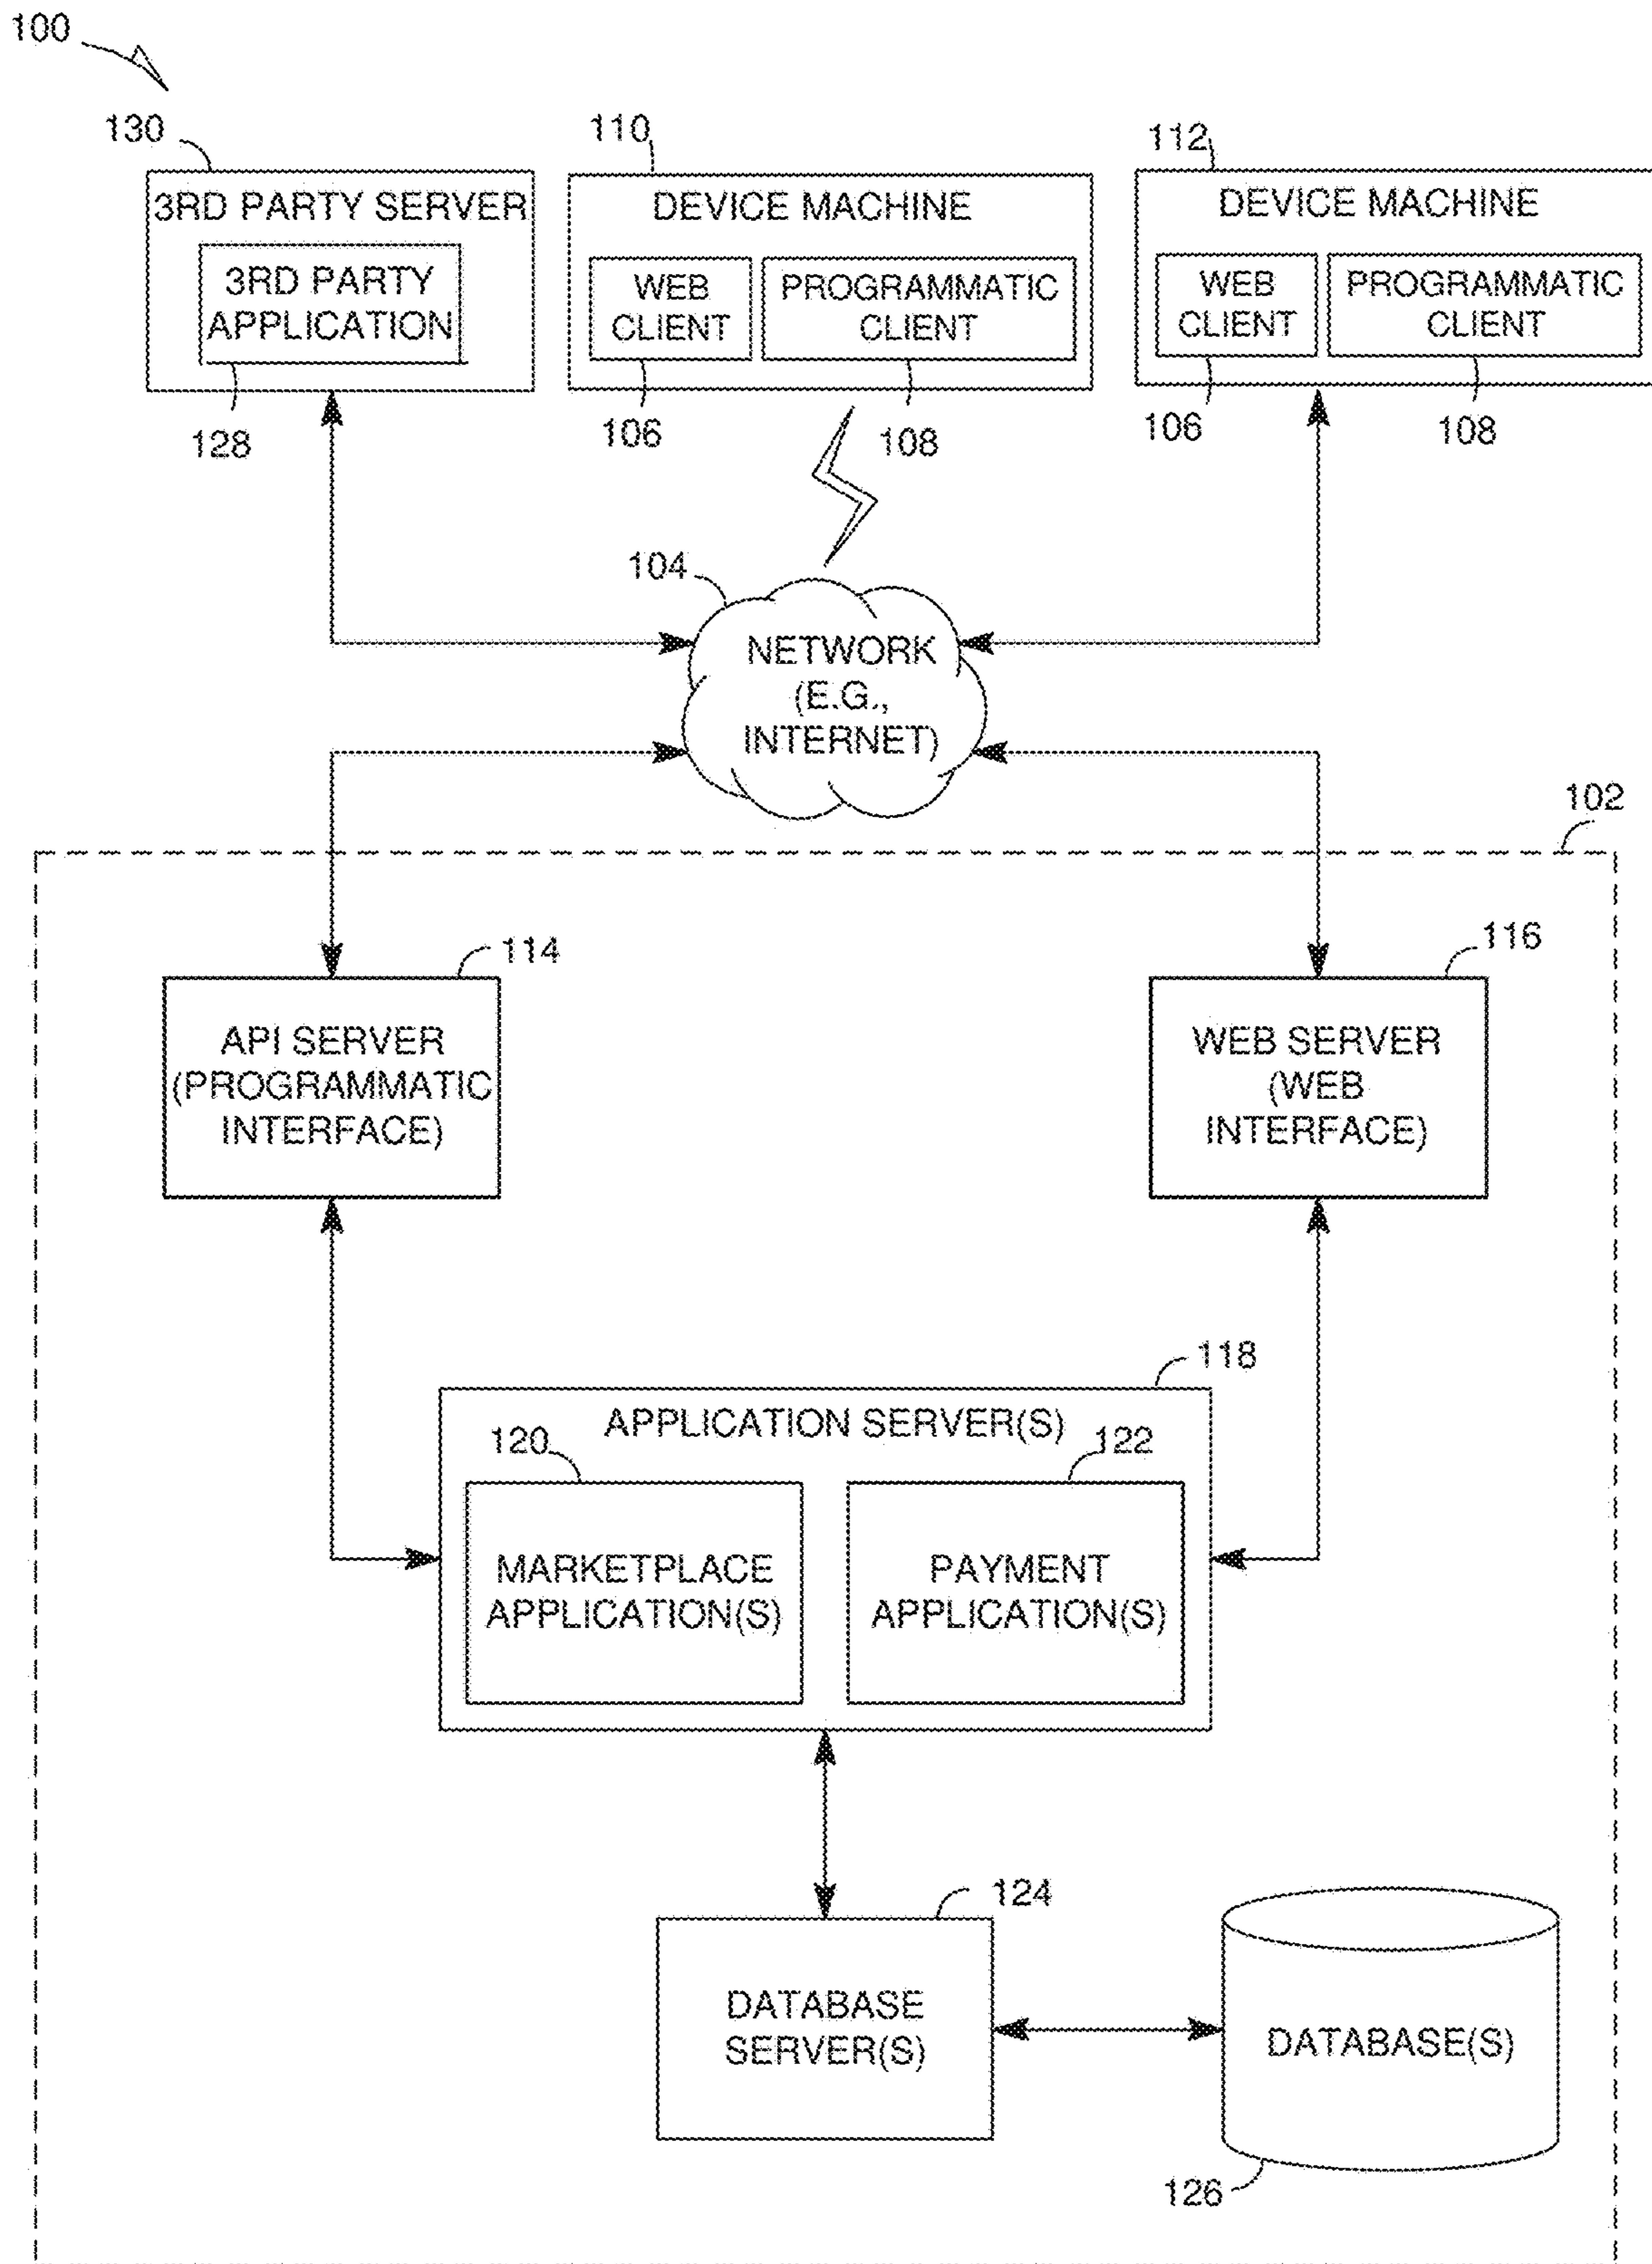 100
130
110
112
3RD PARTY SERVER
3RD PARTY
APPLICATION
128
DEVICE MACHINE
WEB
CLIENT
PROGRAMMATIC
CLIENT
106
108
DEVICE MACHINE
WEB
CLIENT
PROGRAMMATIC
CLIENT
106
108
104
NETWORK
(E.G.,
INTERNET)
102
114
API SERVER
(PROGRAMMATIC
INTERFACE)
116
WEB SERVER
(WEB
INTERFACE)
118
APPLICATION SERVER(S)
120
122
MARKETPLACE
APPLICATION(S)
PAYMENT
APPLICATION(S)
124
DATABASE
SERVER(S)
DATABASE(S)
126